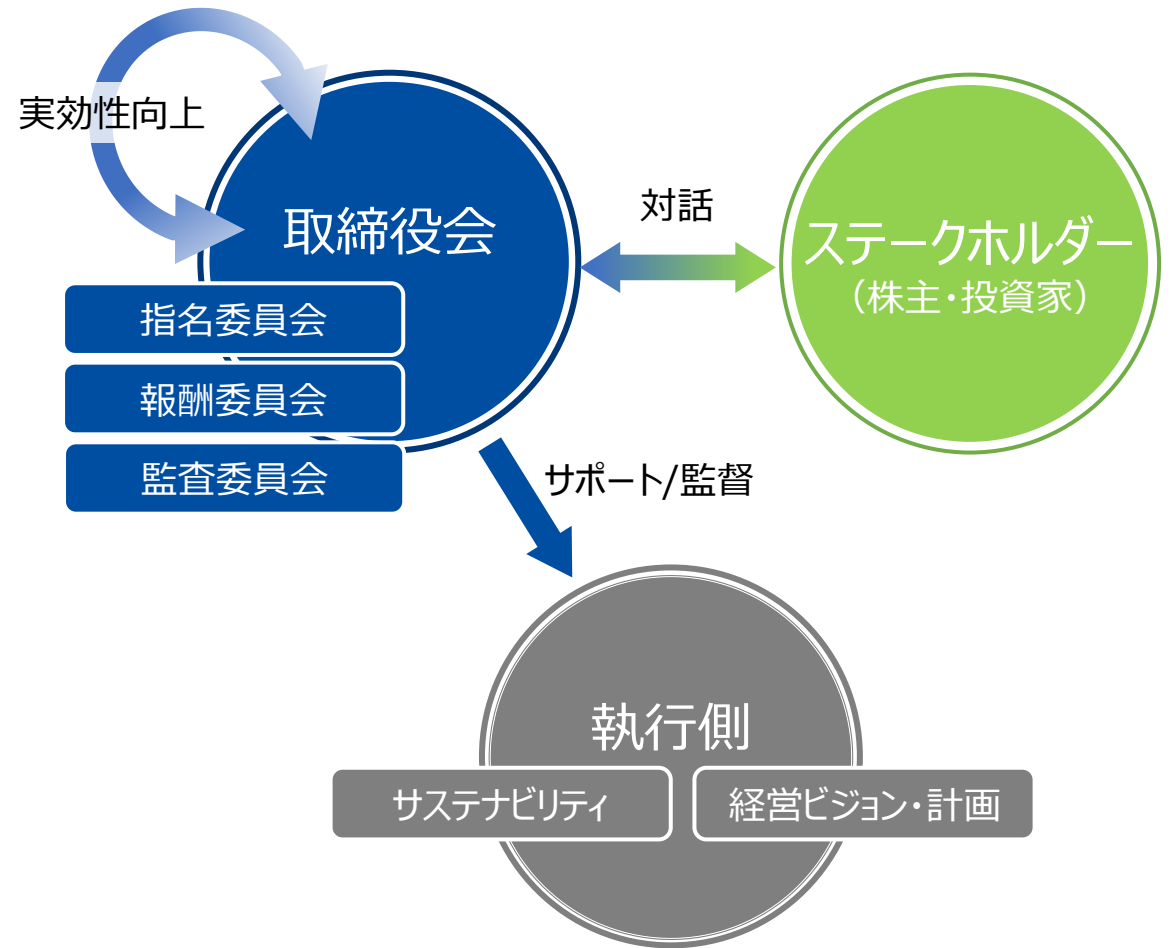 実効性向上
取締役会
指名委員会
報酬委員会
監査委員会
対話
ステークホルダー
（株主・投資家）
サポート/監督
執行側
サステナビリティ
経営ビジョン・計画